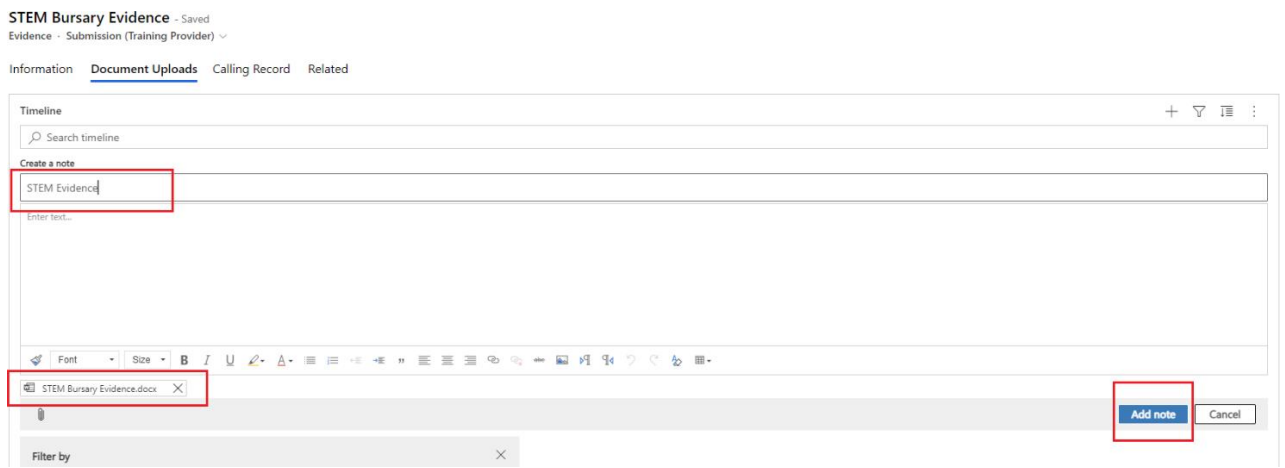 STEM Bursary Evidence - Saved
Evidence · Submission (Training Provider)
Information Document Uploads Calling Record Related
Timeline
Search timeline
Create a note
STEM Evidence
Enter text...
Font Size B I U A abc
STEM Bursary Evidence.docx
Add note Cancel
Filter by